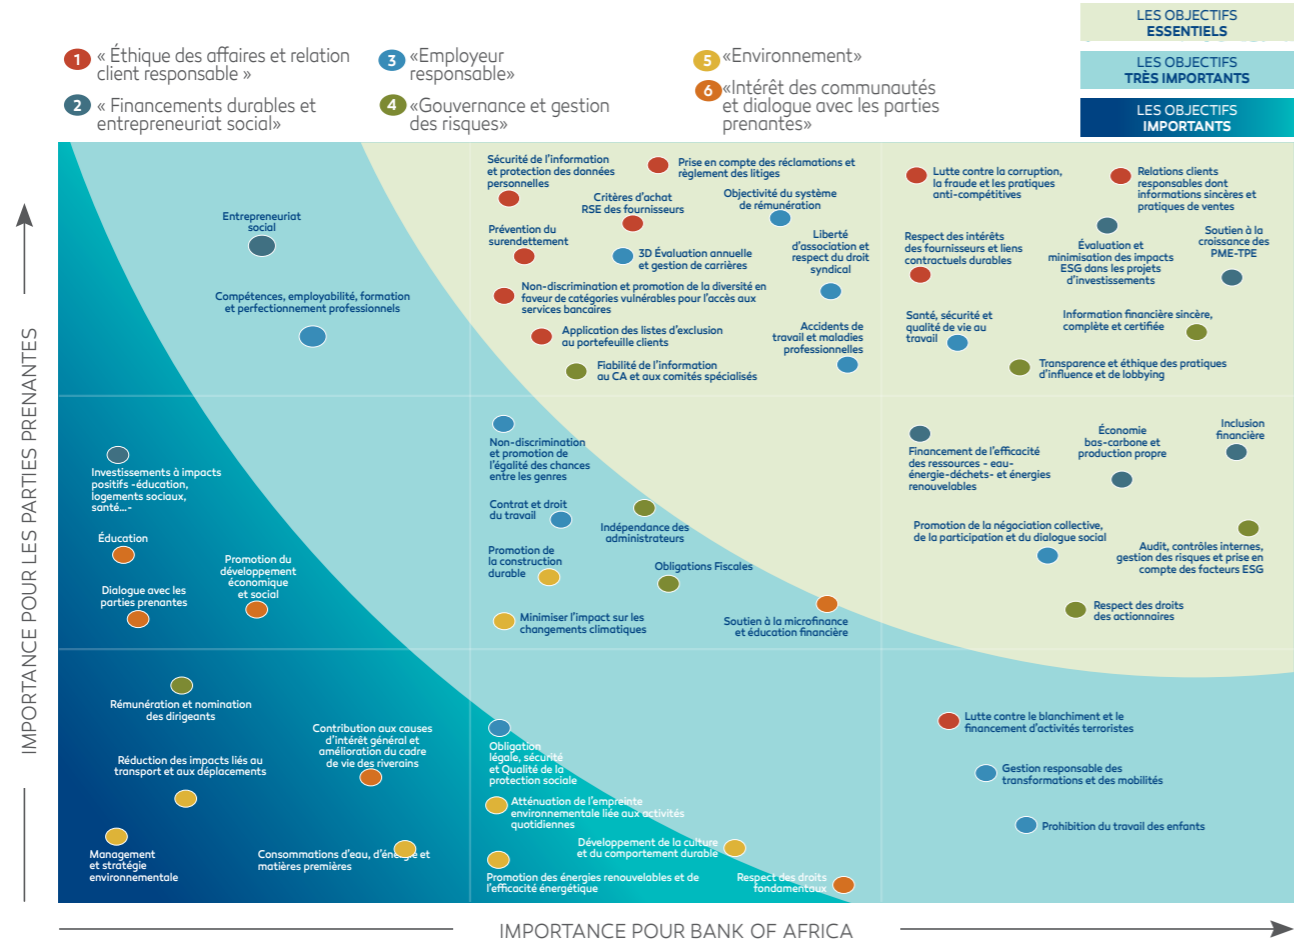 LES OBJECTIFS
ESSENTIELS
LES OBJECTIFS
TRÈS IMPORTANTS
LES OBJECTIFS
IMPORTANTS
1 « Éthique des affaires et relation
client responsable »
2 « Financements durables et
entrepreneuriat social»
3 «Employeur
responsable»
4 «Gouvernance et gestion
des risques»
5 «Environnement»
6 «Intérêt des communautés
et dialogue avec les parties
prenantes»
IMPORTANCE POUR LES PARTIES PRENANTES
Entrepreneuriat
social
Compétences, employabilité, formation
et perfectionnement professionnels
Sécurité de l'information
et protection des données
personnelles
Prise en compte des réclamations et
règlement des litiges
Critères d'achat
RSE des fournisseurs
Objectivité du système
de rémunération
Prévention du
surendettement
3D Évaluation annuelle
et gestion de carrières
Liberté
d'association et
respect du droit
syndical
Non-discrimination et promotion de la diversité en
faveur de catégories vulnérables pour l'accès aux
services bancaires
Application des listes d'exclusion
au portefeuille clients
Accidents de
travail et maladies
professionnelles
Fiabilité de l'information
au CA et aux comités spécialisés
Lutte contre la corruption,
la fraude et les pratiques
anti-compétitives
Relations clients
responsables dont
informations sincères et
pratiques de ventes
Respect des intérêts
des fournisseurs et liens
contractuels durables
Évaluation et
minimisation des impacts
ESG dans les projets
d'investissements
Soutien à la
croissance des
PME-TPE
Santé, sécurité et
qualité de vie au
travail
Information financière sincère,
complète et certifiée
Transparence et éthique des pratiques
d'influence et de lobbying
Investissements à impacts
positifs -éducation,
logements sociaux,
santé...-
Éducation
Dialogue avec les
parties prenantes
Promotion du
développement
économique
et social
Non-discrimination
et promotion de
l'égalité des chances
entre les genres
Contrat et droit
du travail
Indépendance des
administrateurs
Promotion de
la construction
durable
Obligations Fiscales
Minimiser l'impact sur les
changements climatiques
Soutien à la microfinance
et éducation financière
Financement de l'efficacité
des ressources - eau-
énergie-déchets- et énergies
renouvelables
Économie
bas-carbone et
production propre
Inclusion
financière
Promotion de la négociation collective,
de la participation et du dialogue social
Audit, contrôles internes,
gestion des risques et prise en
compte des facteurs ESG
Respect des droits
des actionnaires
Rémunération et nomination
des dirigeants
Réduction des impacts liés au
transport et aux déplacements
Contribution aux causes
d'intérêt général et
amélioration du cadre
de vie des riverains
Management
et stratégie
environnementale
Consommations d'eau, d'énergie et
matières premières
Obligation
légale, sécurité
et Qualité de la
protection sociale
Atténuation de l'empreinte
environnementale liée aux activités
quotidiennes
Développement de la culture
et du comportement durable
Promotion des énergies renouvelables et de
l'efficacité énergétique
Respect des droits
fondamentaux
Lutte contre le blanchiment et le
financement d'activités terroristes
Gestion responsable des
transformations et des mobilités
Prohibition du travail des enfants
IMPORTANCE POUR BANK OF AFRICA